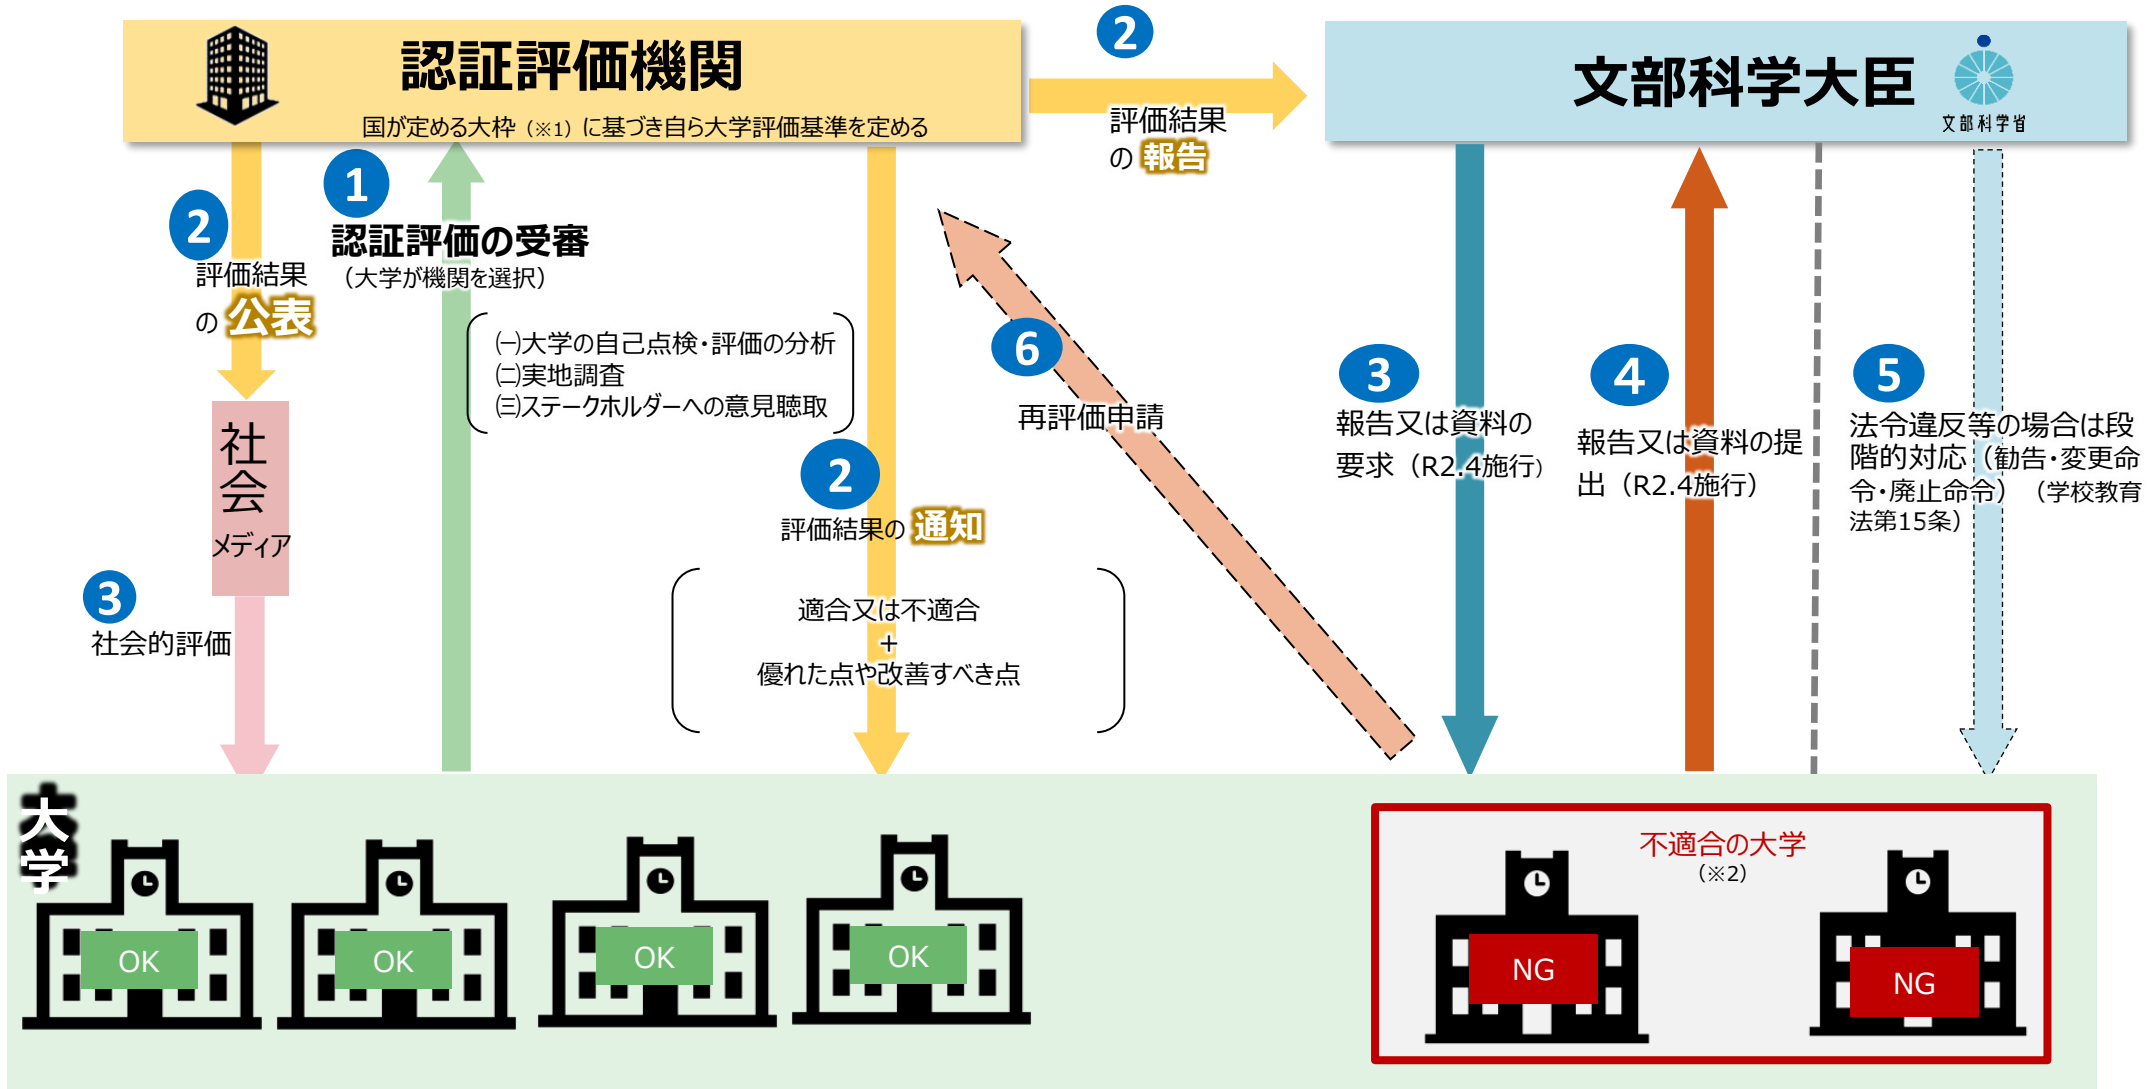 認証評価機関
国が定める大枠（※1）に基づき自ら大学評価基準を定める
2
評価結果
の 報告
文部科学大臣
文部科学省
2
評価結果
の 公表
1
認証評価の受審
（大学が機関を選択）
㈠大学の自己点検・評価の分析
㈡実地調査
㈢ステークホルダーへの意見聴取
2
評価結果の 通知
適合又は不適合
+
優れた点や改善すべき点
6
再評価申請
3
報告又は資料の
要求（R2.4施行）
4
報告又は資料の提
出（R2.4施行）
5
法令違反等の場合は段
階的対応（勧告・変更命
令・廃止命令）（学校教育
法第15条）
社
会
メディア
3
社会的評価
大
学
OK
OK
OK
OK
不適合の大学
（※2）
NG
NG